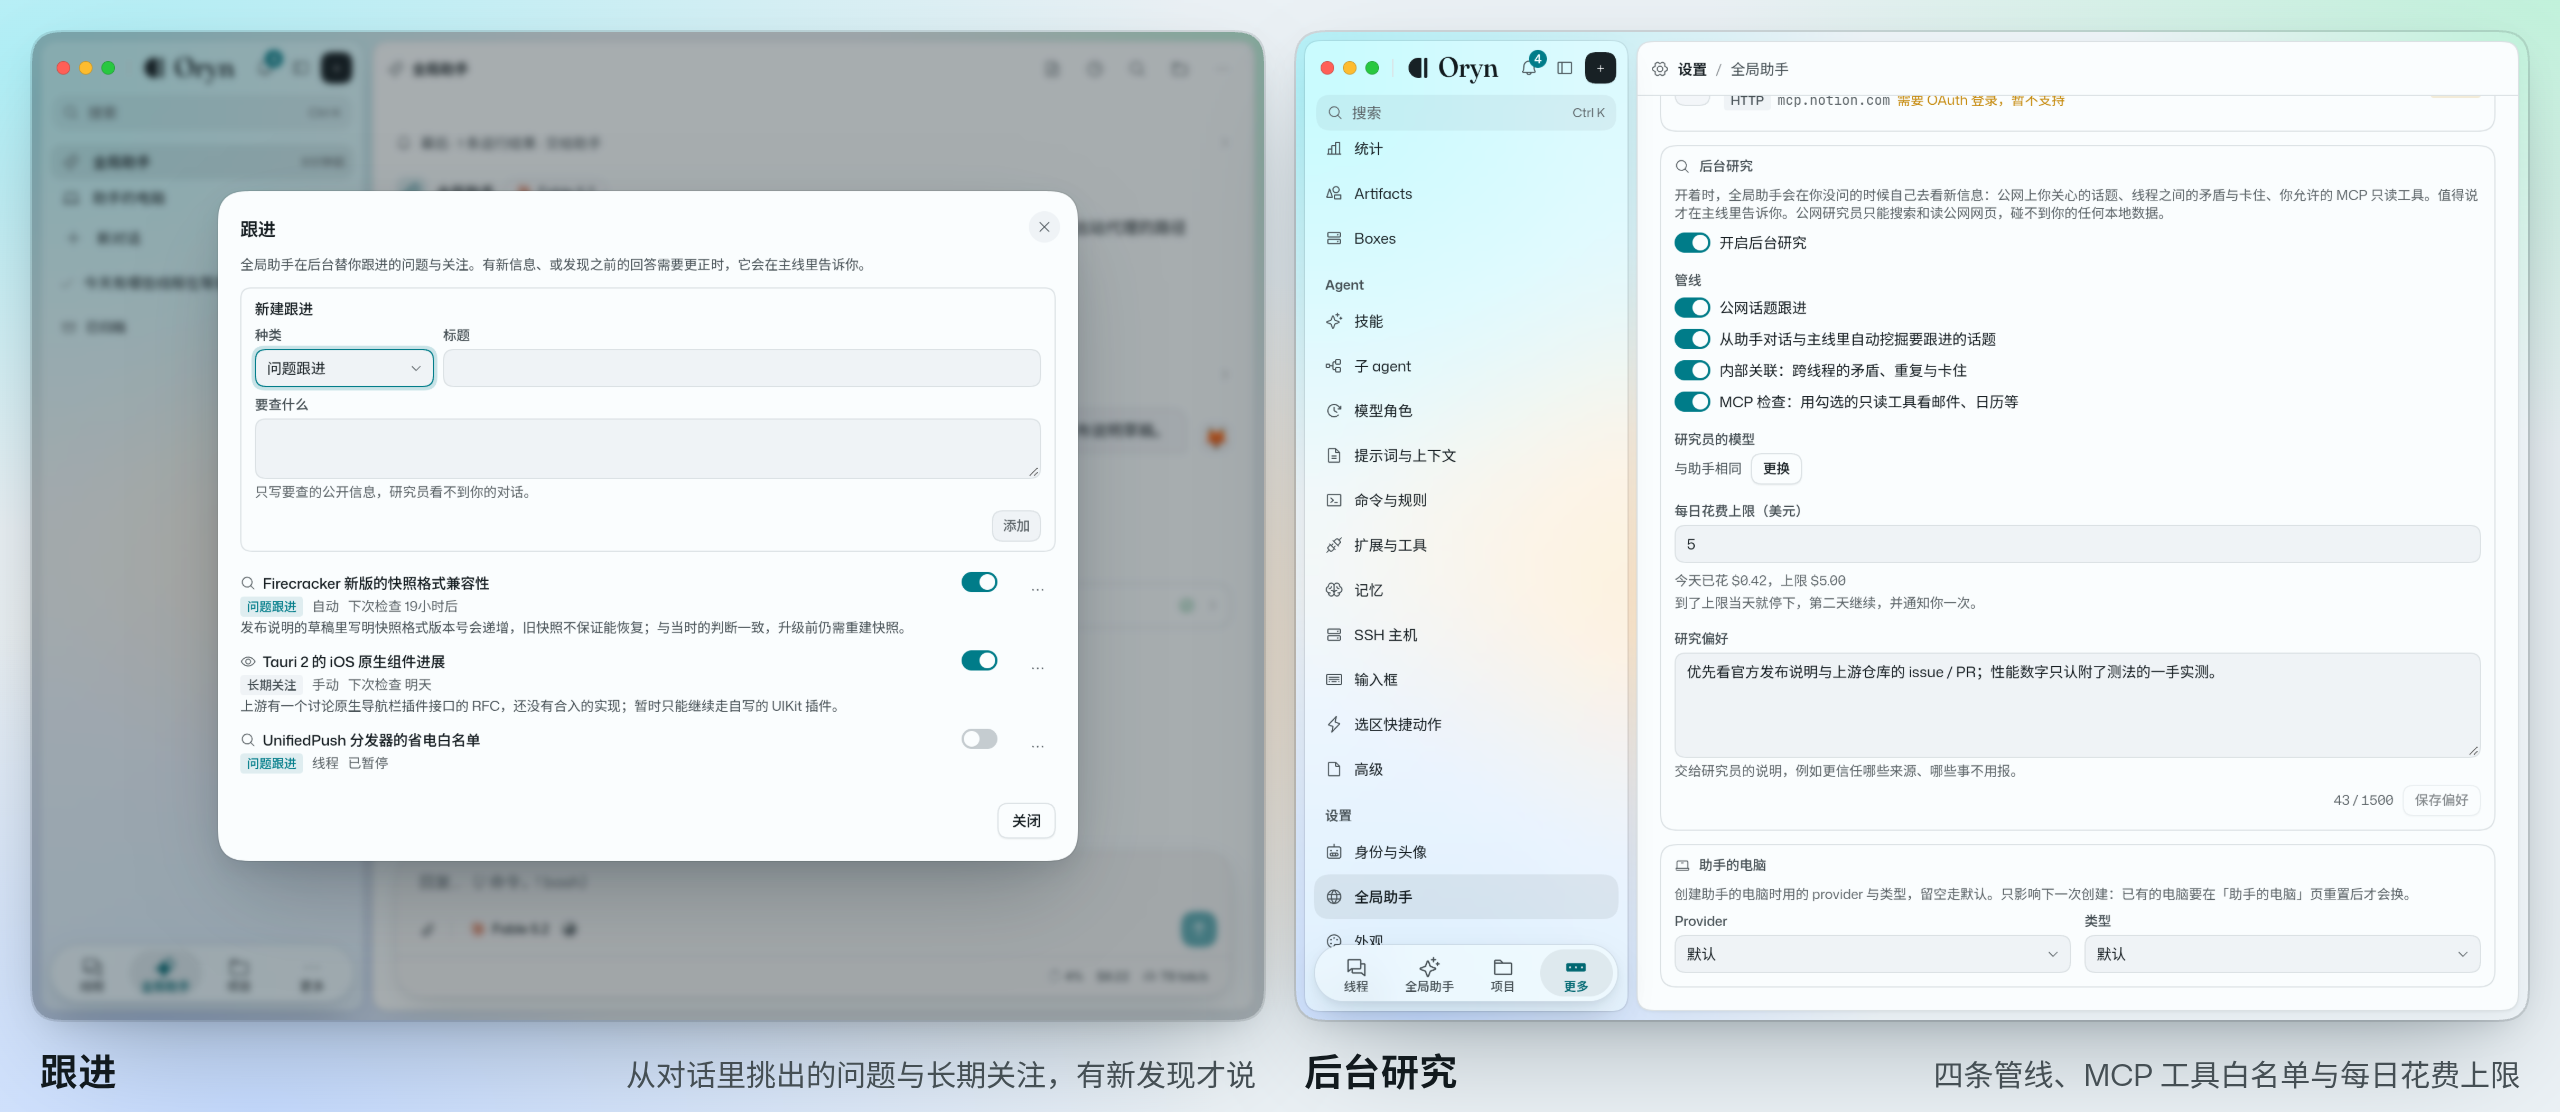 Oryn
全局助手
跟进
全局助手在后台替你跟进的问题与关注。有新信息、或发现之前的回答需要更正时，它会在主线里告诉你。
新建跟进
种类
标题
问题跟进
要查什么
只写要查的公开信息，研究员看不到你的对话。
添加
Firecracker 新版的快照格式兼容性
问题跟进 自动 下次检查 19小时后
发布说明的草稿里写明快照格式版本号会递增，旧快照不保证能恢复；与当时的判断一致，升级前仍需重建快照。
Tauri 2 的 iOS 原生组件进展
长期关注 手动 下次检查 明天
上游有一个讨论原生导航栏插件接口的 RFC，还没有合入的实现；暂时只能继续走自写的 UIKit 插件。
UnifiedPush 分发器的省电白名单
问题跟进 线程 已暂停
关闭
跟进
从对话里挑出的问题与长期关注，有新发现才说
Oryn
4
搜索
Ctrl K
统计
Artifacts
Boxes
Agent
技能
子 agent
模型角色
提示词与上下文
命令与规则
扩展与工具
记忆
SSH 主机
输入框
选区快捷动作
高级
设置
身份与头像
全局助手
外观
线程
全局助手
项目
更多
设置 / 全局助手
HTTP mcp.notion.com 需要 OAuth 登录，暂不支持
后台研究
开着时，全局助手会在你没问的时候自己去看新信息：公网上你关心的话题、线程之间的矛盾与卡住、你允许的 MCP 只读工具。值得说
才在主线里告诉你。公网研究员只能搜索和读公网网页，碰不到你的任何本地数据。
开启后台研究
管线
公网话题跟进
从助手对话与主线里自动挖掘要跟进的话题
内部关联：跨线程的矛盾、重复与卡住
MCP 检查：用勾选的只读工具看邮件、日历等
研究员的模型
与助手相同 更换
每日花费上限（美元）
5
今天已花 $0.42，上限 $5.00
到了上限当天就停下，第二天继续，并通知你一次。
研究偏好
优先看官方发布说明与上游仓库的 issue / PR；性能数字只认附了测法的一手实测。
交给研究员的说明，例如更信任哪些来源、哪些事不用报。
43 / 1500 保存偏好
助手的电脑
创建助手的电脑时用的 provider 与类型，留空走默认。只影响下一次创建：已有的电脑要在「助手的电脑」页重置后才会换。
Provider
类型
默认
默认
后台研究
四条管线、MCP 工具白名单与每日花费上限